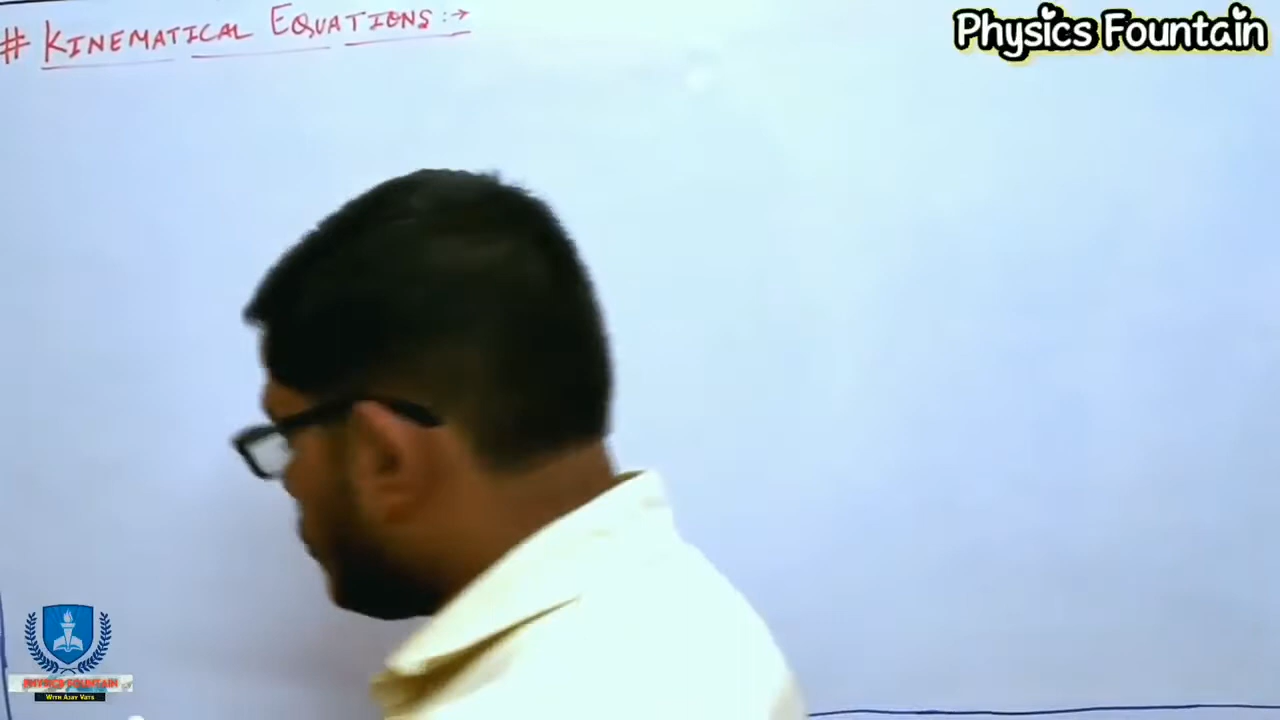 # KINEMATICAL EQUATIONS :→
Physics Fountain
PHYSICS FOUNTAIN
WITH AJAY VATS